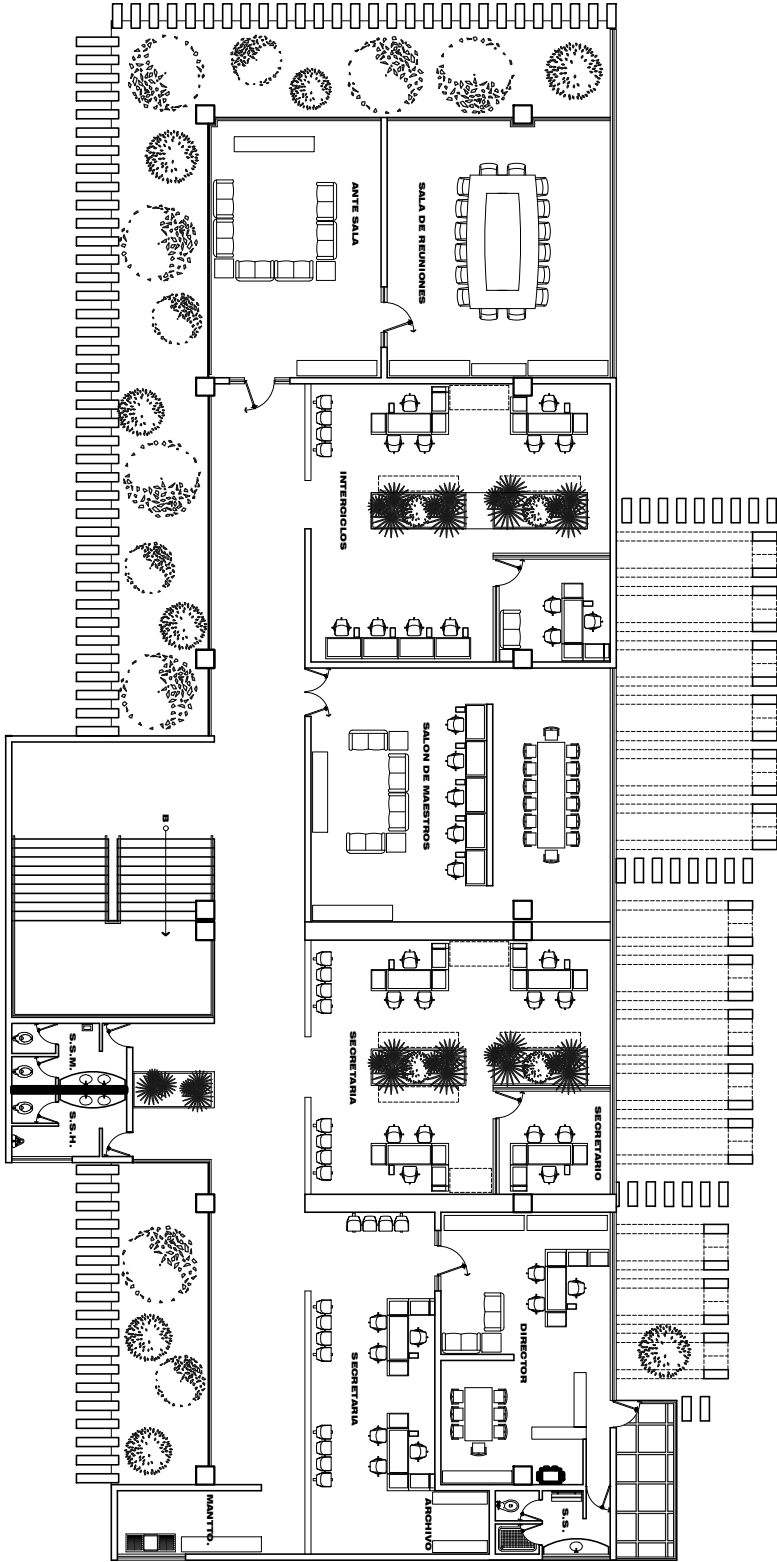 ANTE SALA
SALA DE REUNIONES
INTERCICLOS
SALON DE MAESTROS
B
S.S.M.
S.S.H.
SECRETARIA
SECRETARIO
DIRECTOR
SECRETARIA
MANTTO.
ARCHIVO
S.S.